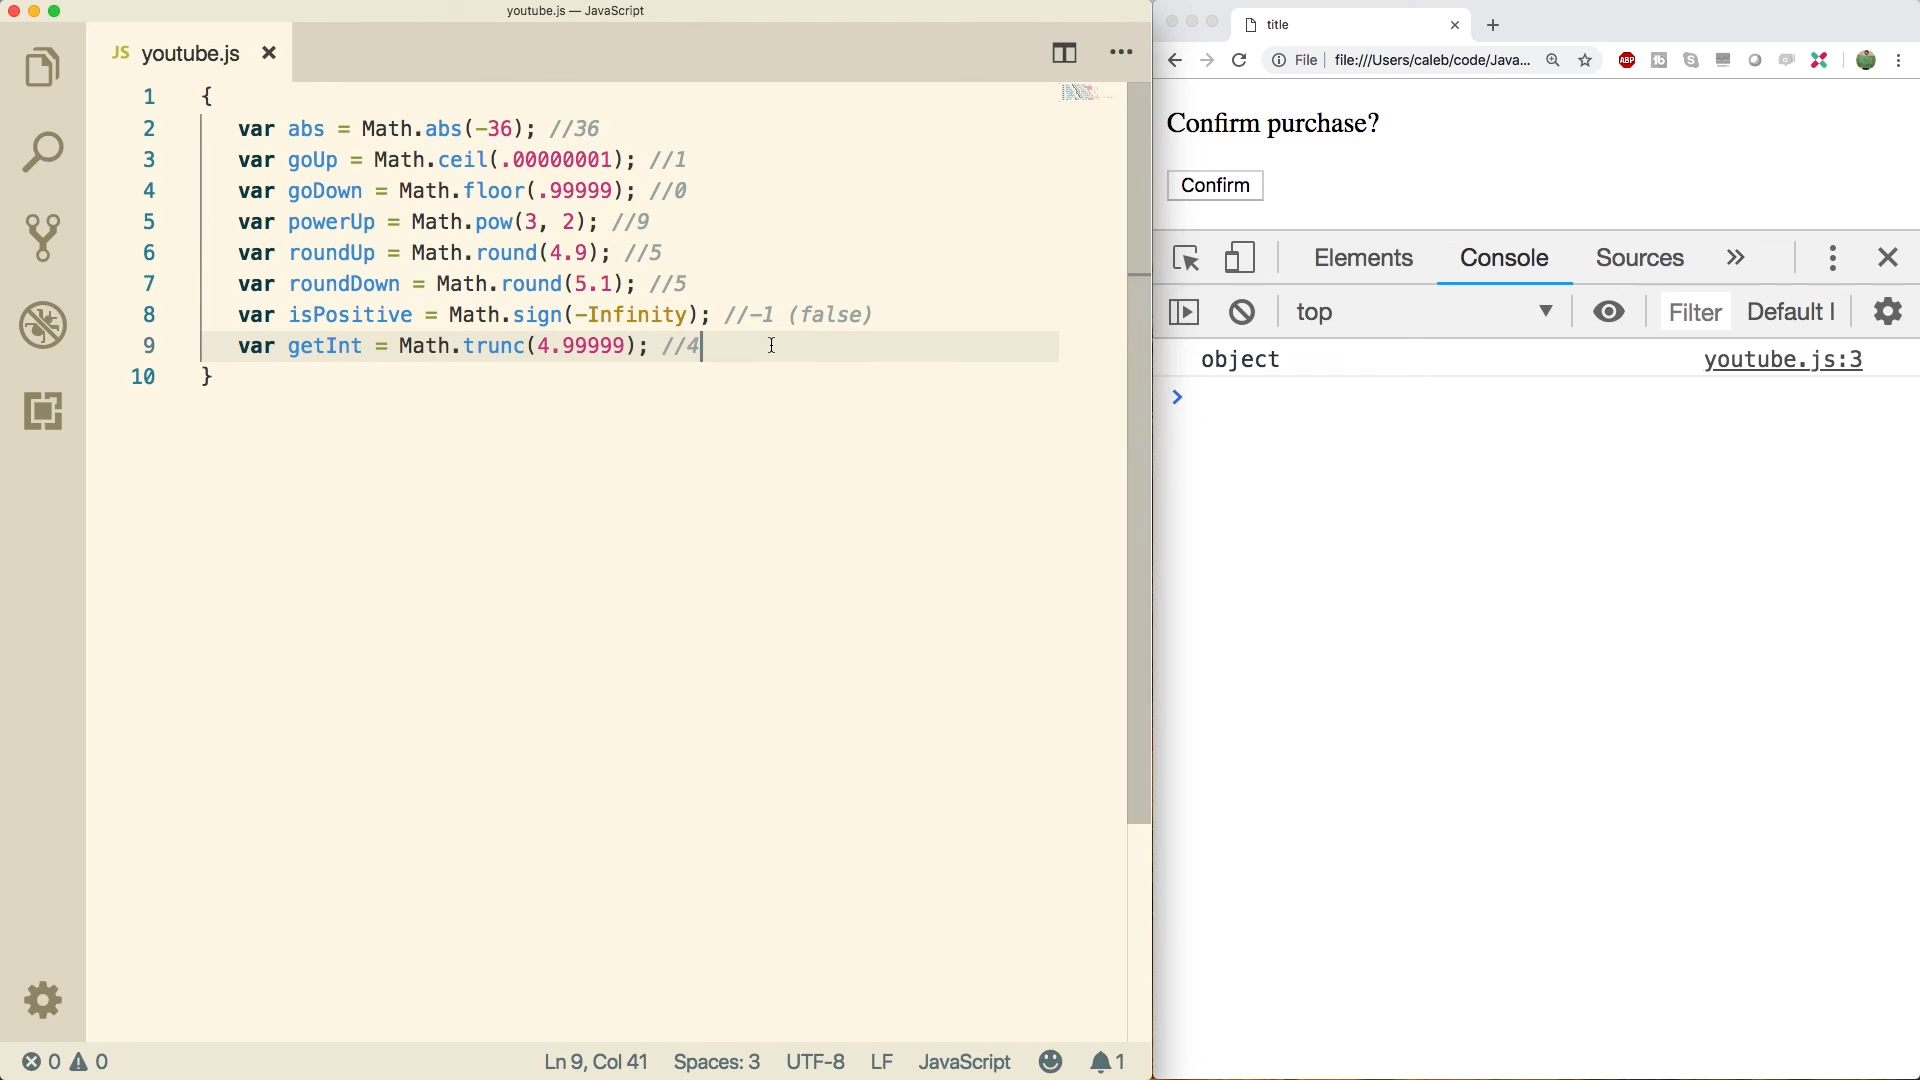 youtube.js — JavaScript
JS youtube.js
1 {
2 var abs = Math.abs(-36); //36
3 var goUp = Math.ceil(.00000001); //1
4 var goDown = Math.floor(.99999); //0
5 var powerUp = Math.pow(3, 2); //9
6 var roundUp = Math.round(4.9); //5
7 var roundDown = Math.round(5.1); //5
8 var isPositive = Math.sign(-Infinity); //-1 (false)
9 var getInt = Math.trunc(4.99999); //4
10 }
0 0 Ln 9, Col 41 Spaces: 3 UTF-8 LF JavaScript 1
title
File file:///Users/caleb/code/Java... ABP
Confirm purchase?
Confirm
Elements Console Sources »
top Filter Default l
object youtube.js:3